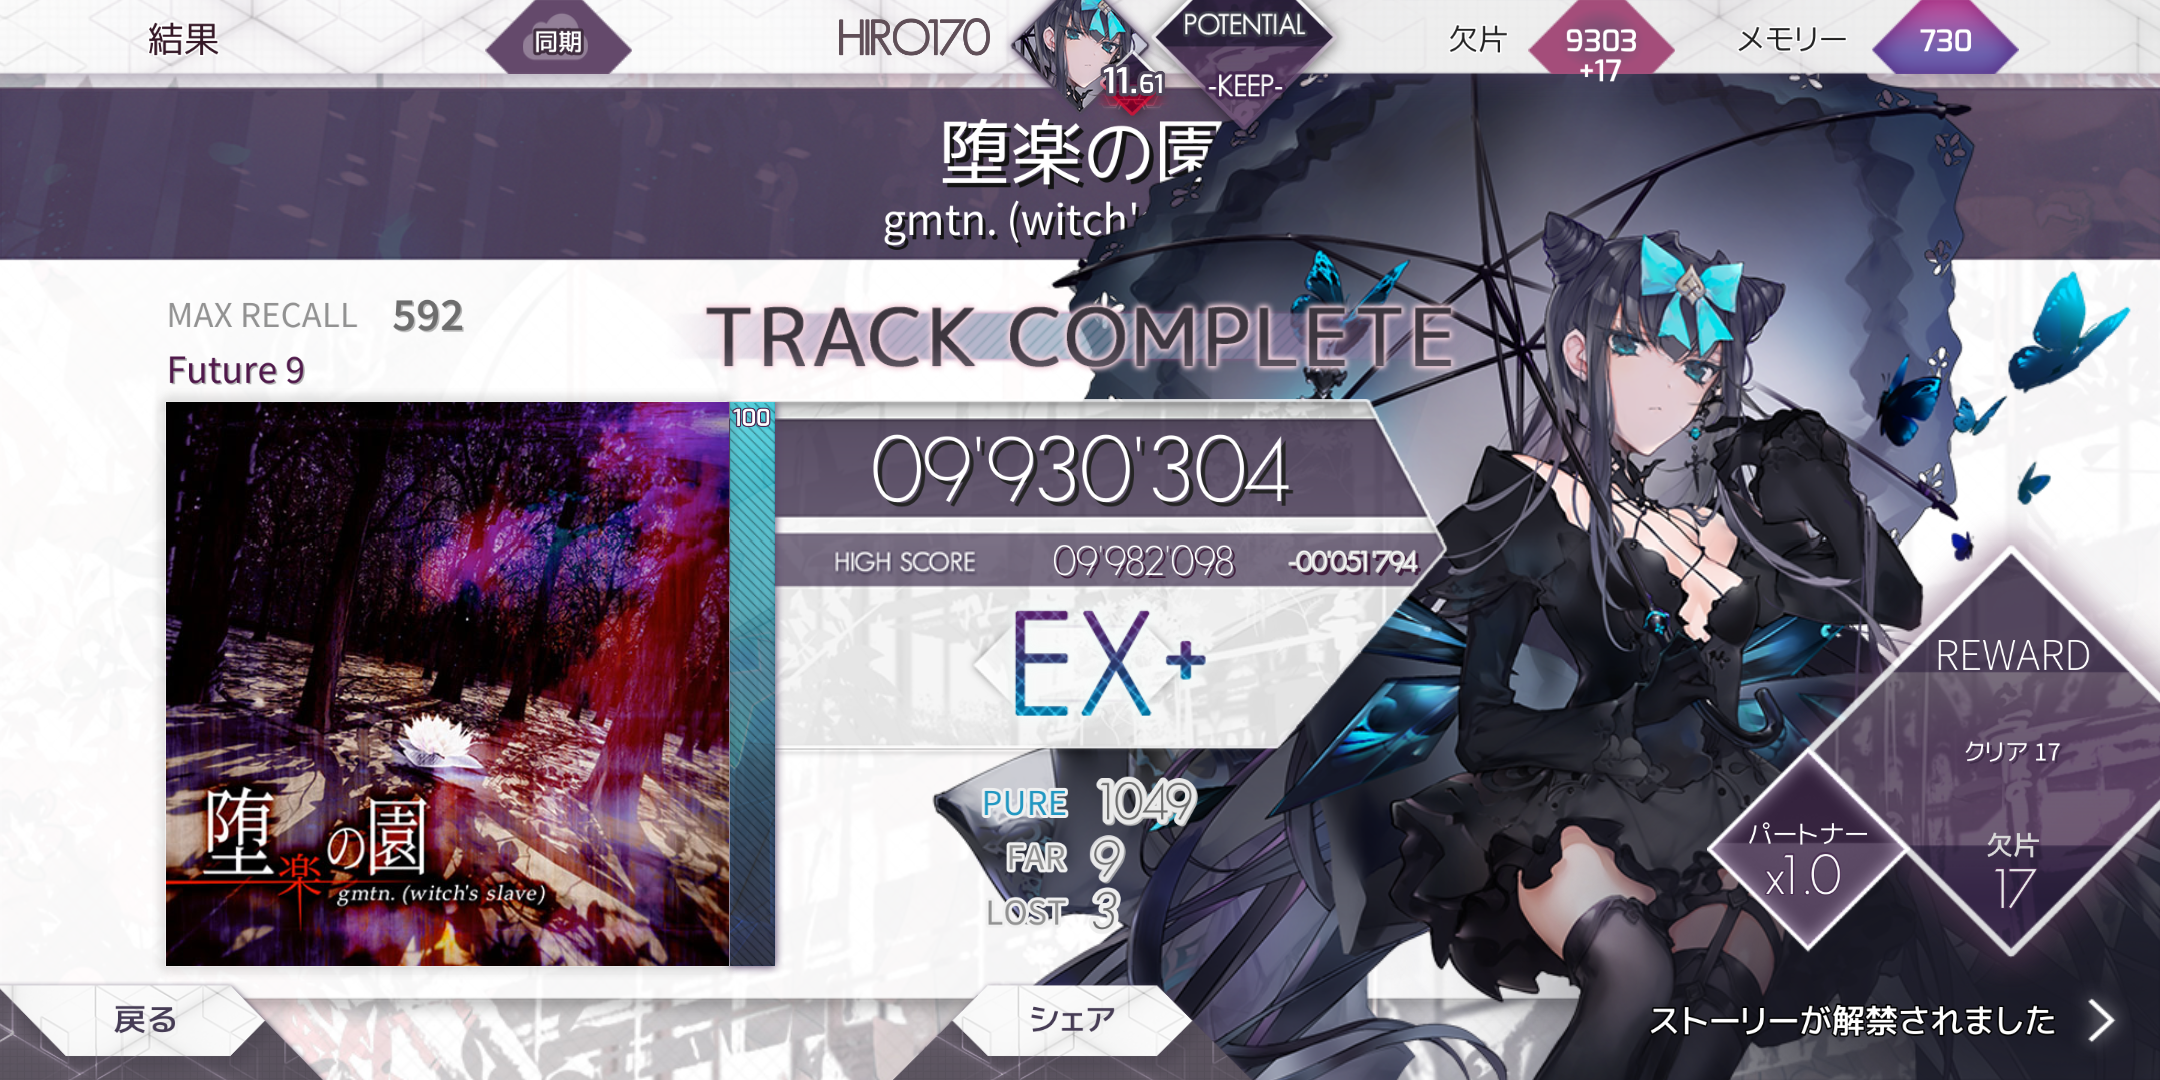 結果
同期
HIRO170
11.61
POTENTIAL
-KEEP-
欠片
9303
+17
メモリー
730
堕楽の園
gmtn. (witch'
MAX RECALL 592
Future 9
TRACK COMPLETE
100
09'930'304
HIGH SCORE 09'982'098 -00'051'794
EX+
堕楽の園
gmtn. (witch's slave)
PURE 1049
FAR 9
LOST 3
REWARD
クリア 17
パートナー
x1.0
欠片
17
戻る
シェア
ストーリーが解禁されました